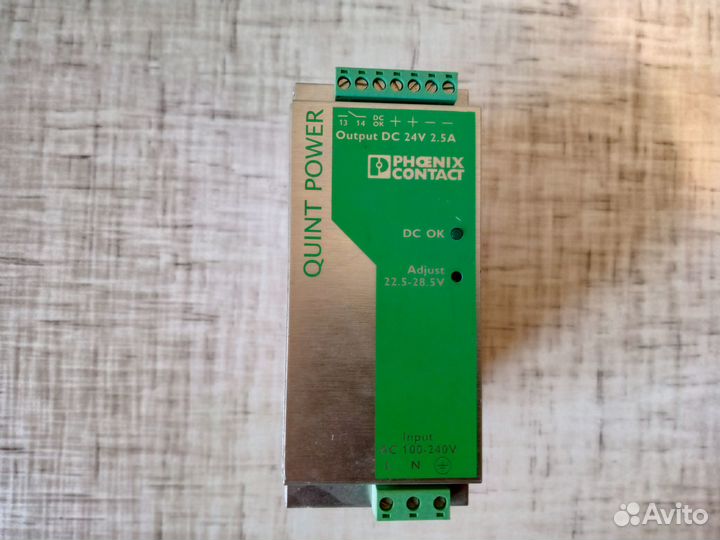 13 14 DC OK + + − −
Output DC 24V 2.5A
PHŒNIX
CONTACT
QUINT POWER
DC OK
Adjust
22.5-28.5V
Input
AC 100-240V
L N
Avito